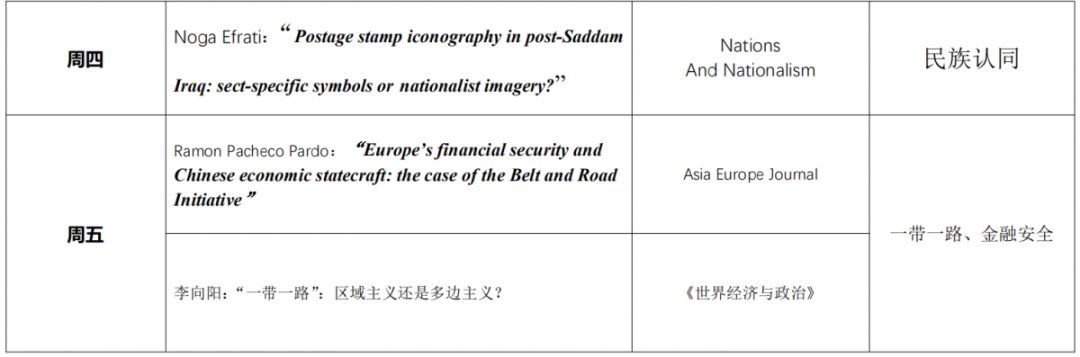 周四
Noga Efrati：“ Postage stamp iconography in post-Saddam
Iraq: sect-specific symbols or nationalist imagery?”
Nations
And Nationalism
民族认同
周五
Ramon Pacheco Pardo： “Europe’s financial security and
Chinese economic statecraft: the case of the Belt and Road
Initiative”
Asia Europe Journal
一带一路、金融安全
李向阳：“一带一路”：区域主义还是多边主义？
《世界经济与政治》